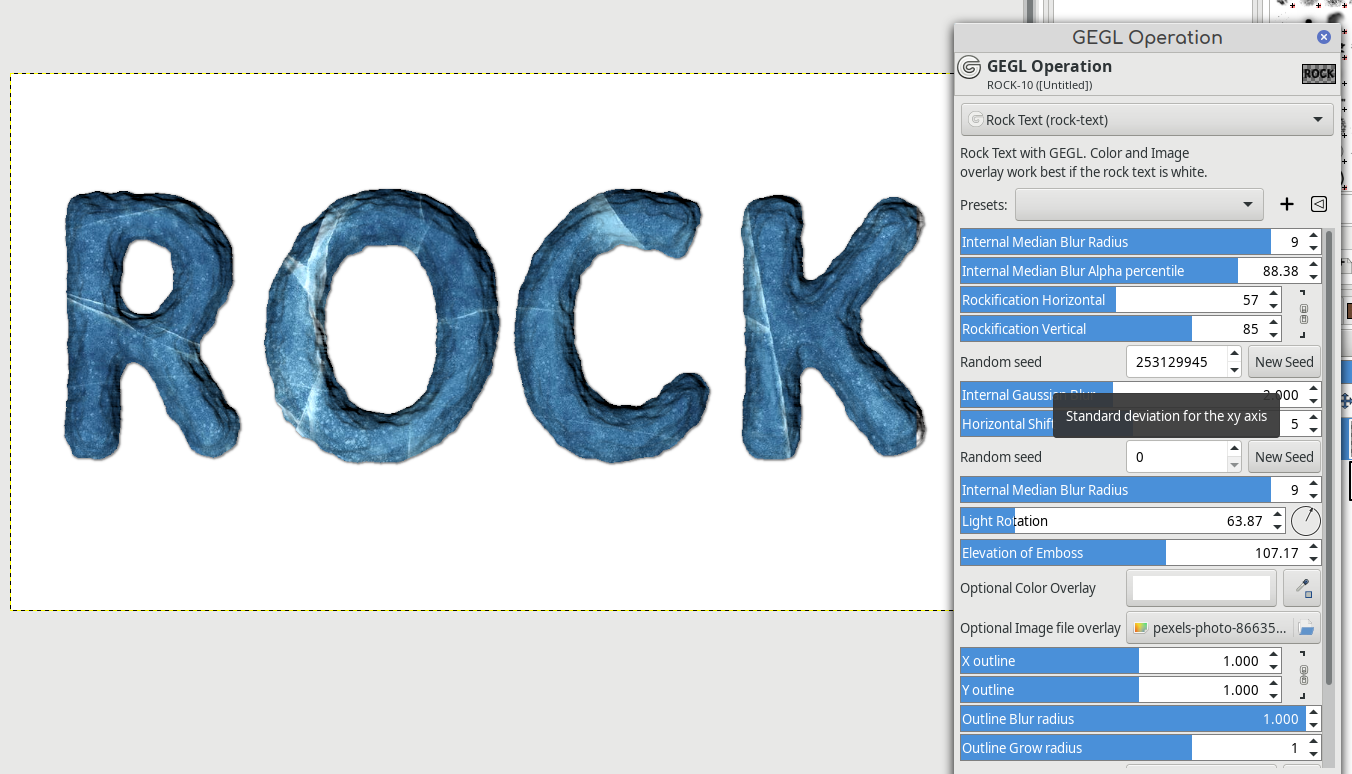 GEGL Operation
GEGL Operation
ROCK-10 ([Untitled])
ROCK
Rock Text (rock-text)
Rock Text with GEGL. Color and Image
overlay work best if the rock text is white.
Presets:
Internal Median Blur Radius 9
Internal Median Blur Alpha percentile 88.38
Rockification Horizontal 57
Rockification Vertical 85
Random seed 253129945 New Seed
Internal Gaussian Blur 2.000
Standard deviation for the xy axis
Horizontal Shift 5
Random seed 0 New Seed
Internal Median Blur Radius 9
Light Rotation 63.87
Elevation of Emboss 107.17
Optional Color Overlay
Optional Image file overlay pexels-photo-86635...
X outline 1.000
Y outline 1.000
Outline Blur radius 1.000
Outline Grow radius 1
ROCK